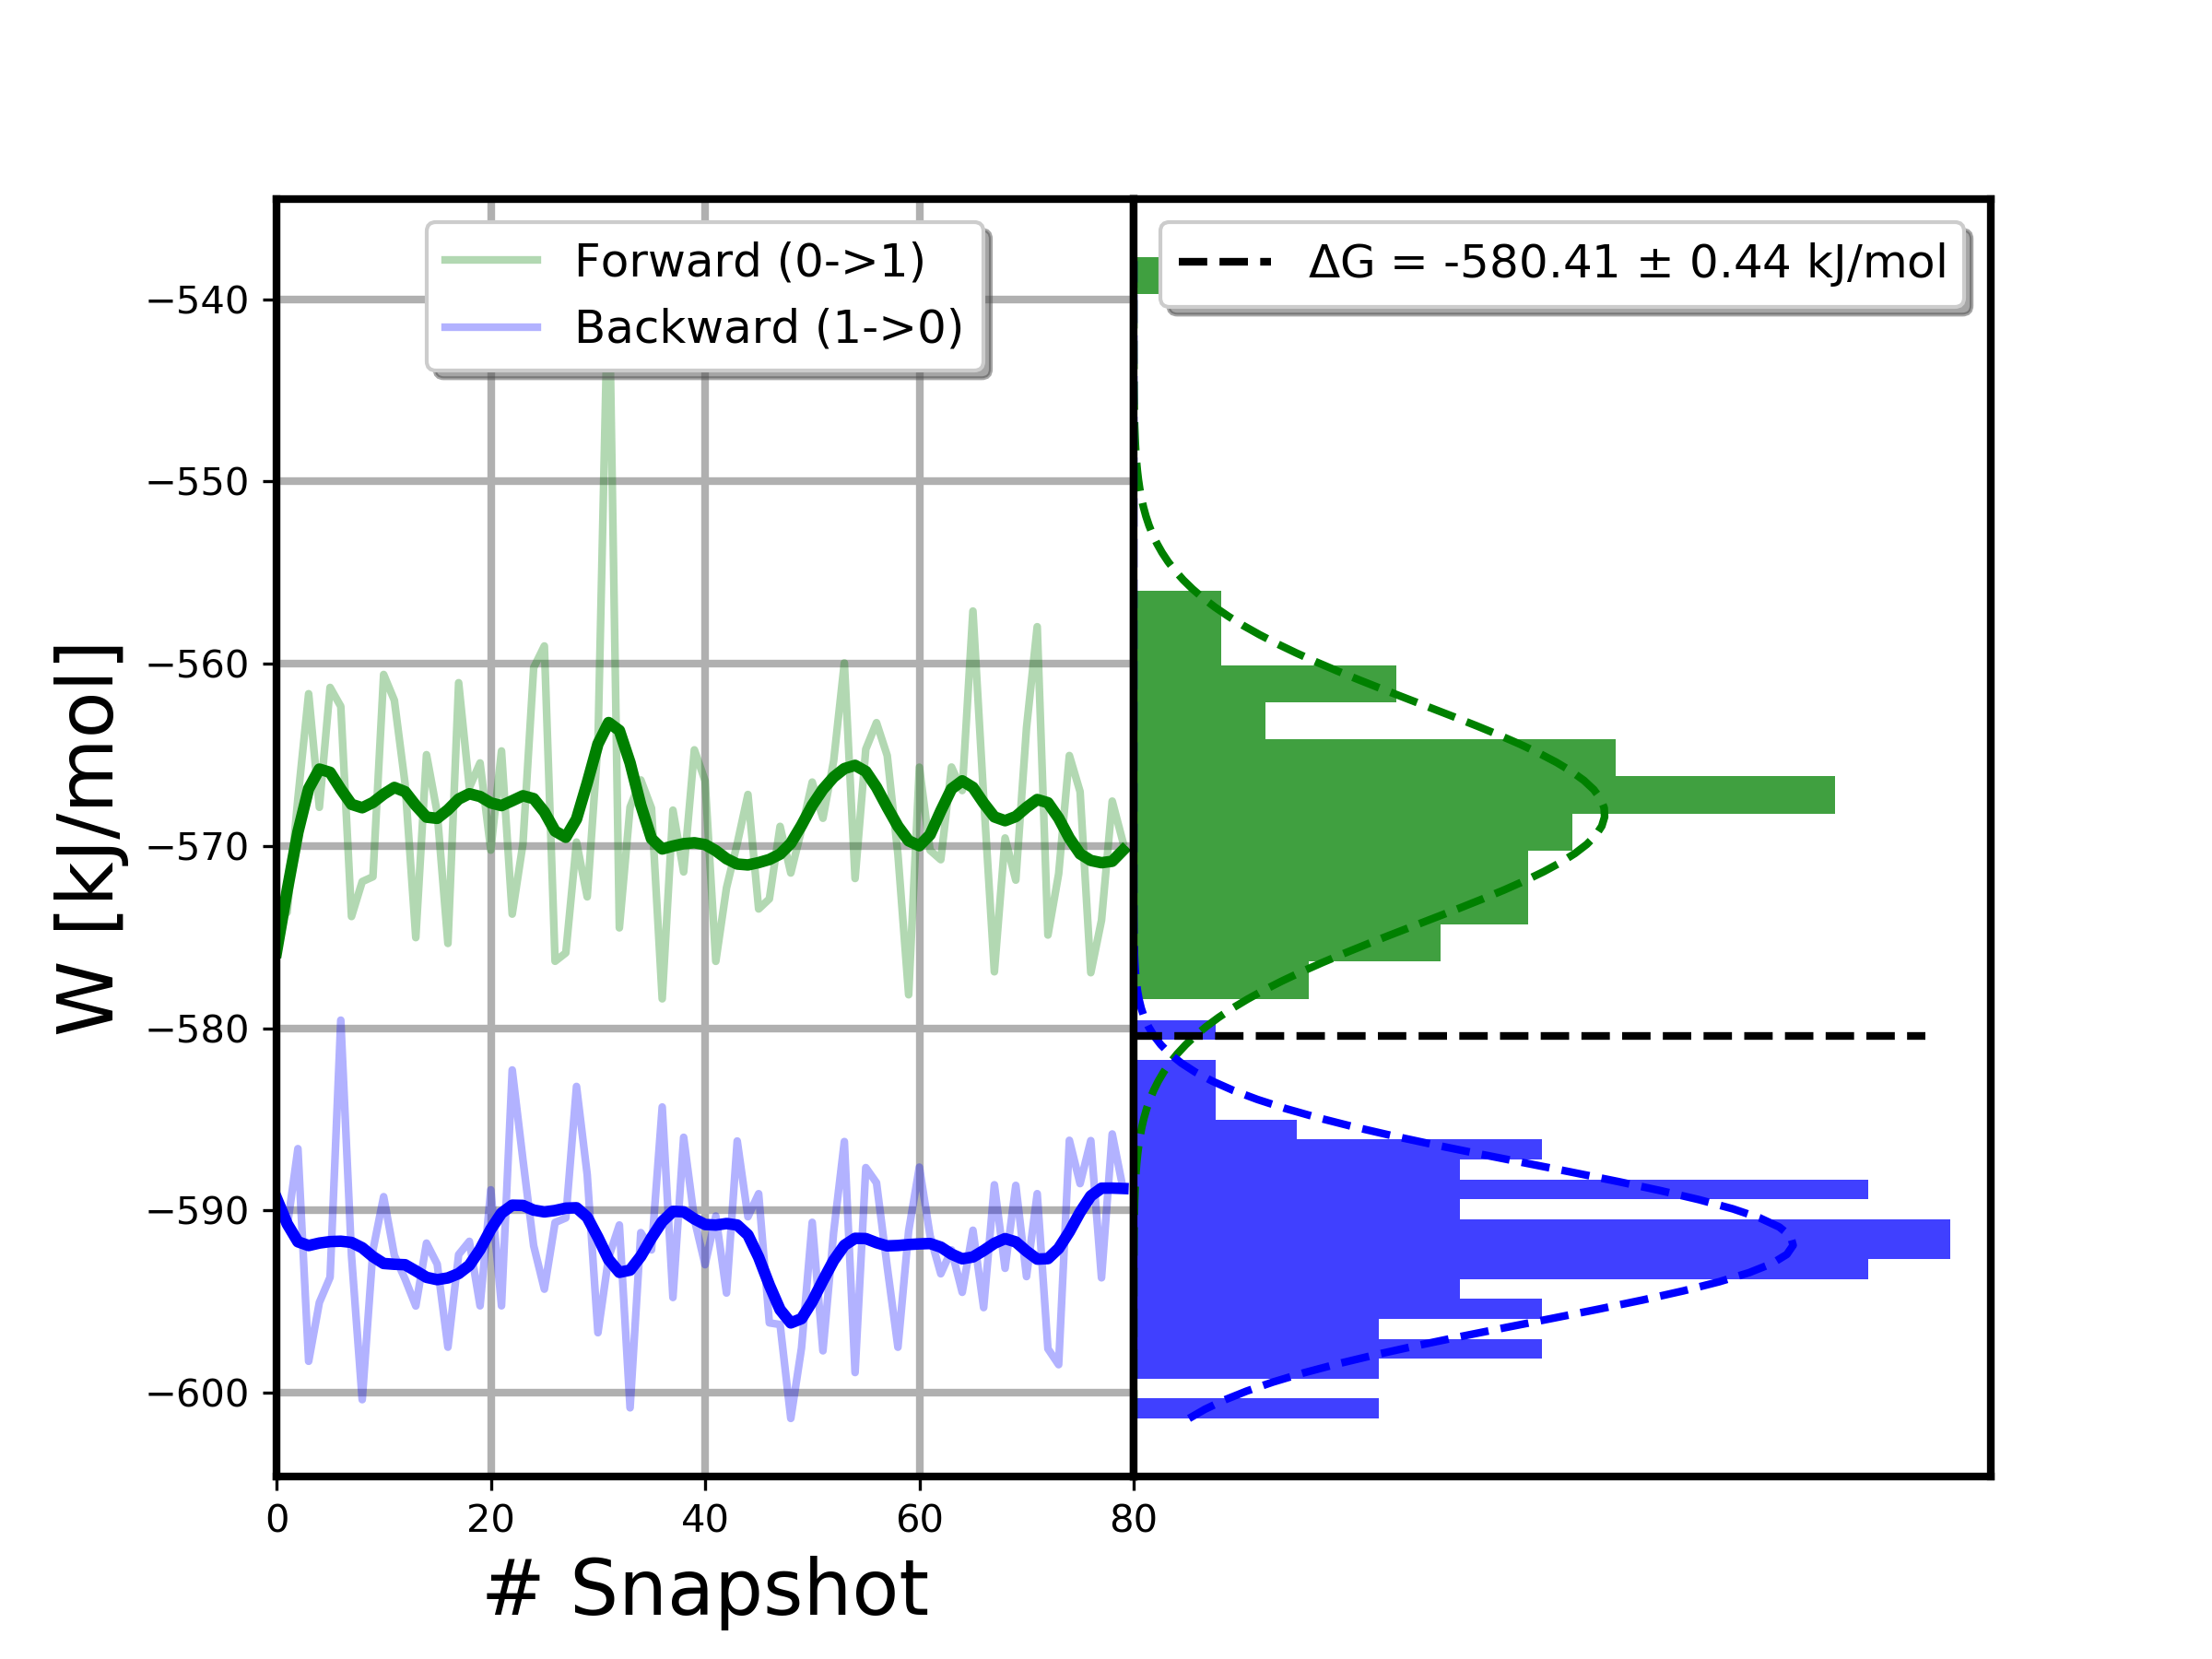 Forward (0->1)
Backward (1->0)
ΔG = -580.41 ± 0.44 kJ/mol
W [kJ/mol]
−540
−550
−560
−570
−580
−590
−600
0 20 40 60 80
# Snapshot